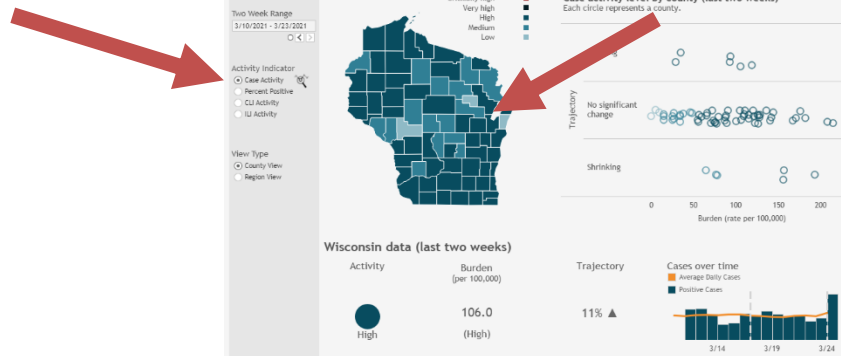 Two Week Range
3/10/2021 - 3/23/2021
Activity Indicator
Case Activity
Percent Positive
CLI Activity
ILI Activity
View Type
County View
Region View
Very high
High
Medium
Low
(last two weeks)
Each circle represents a county.
Trajectory
No significant
change
Shrinking
0 50 100 150 200
Burden (rate per 100,000)
Wisconsin data (last two weeks)
Activity
High
Burden
(per 100,000)
106.0
(High)
Trajectory
11% ▲
Cases over time
Average Daily Cases
Positive Cases
3/14 3/19 3/24